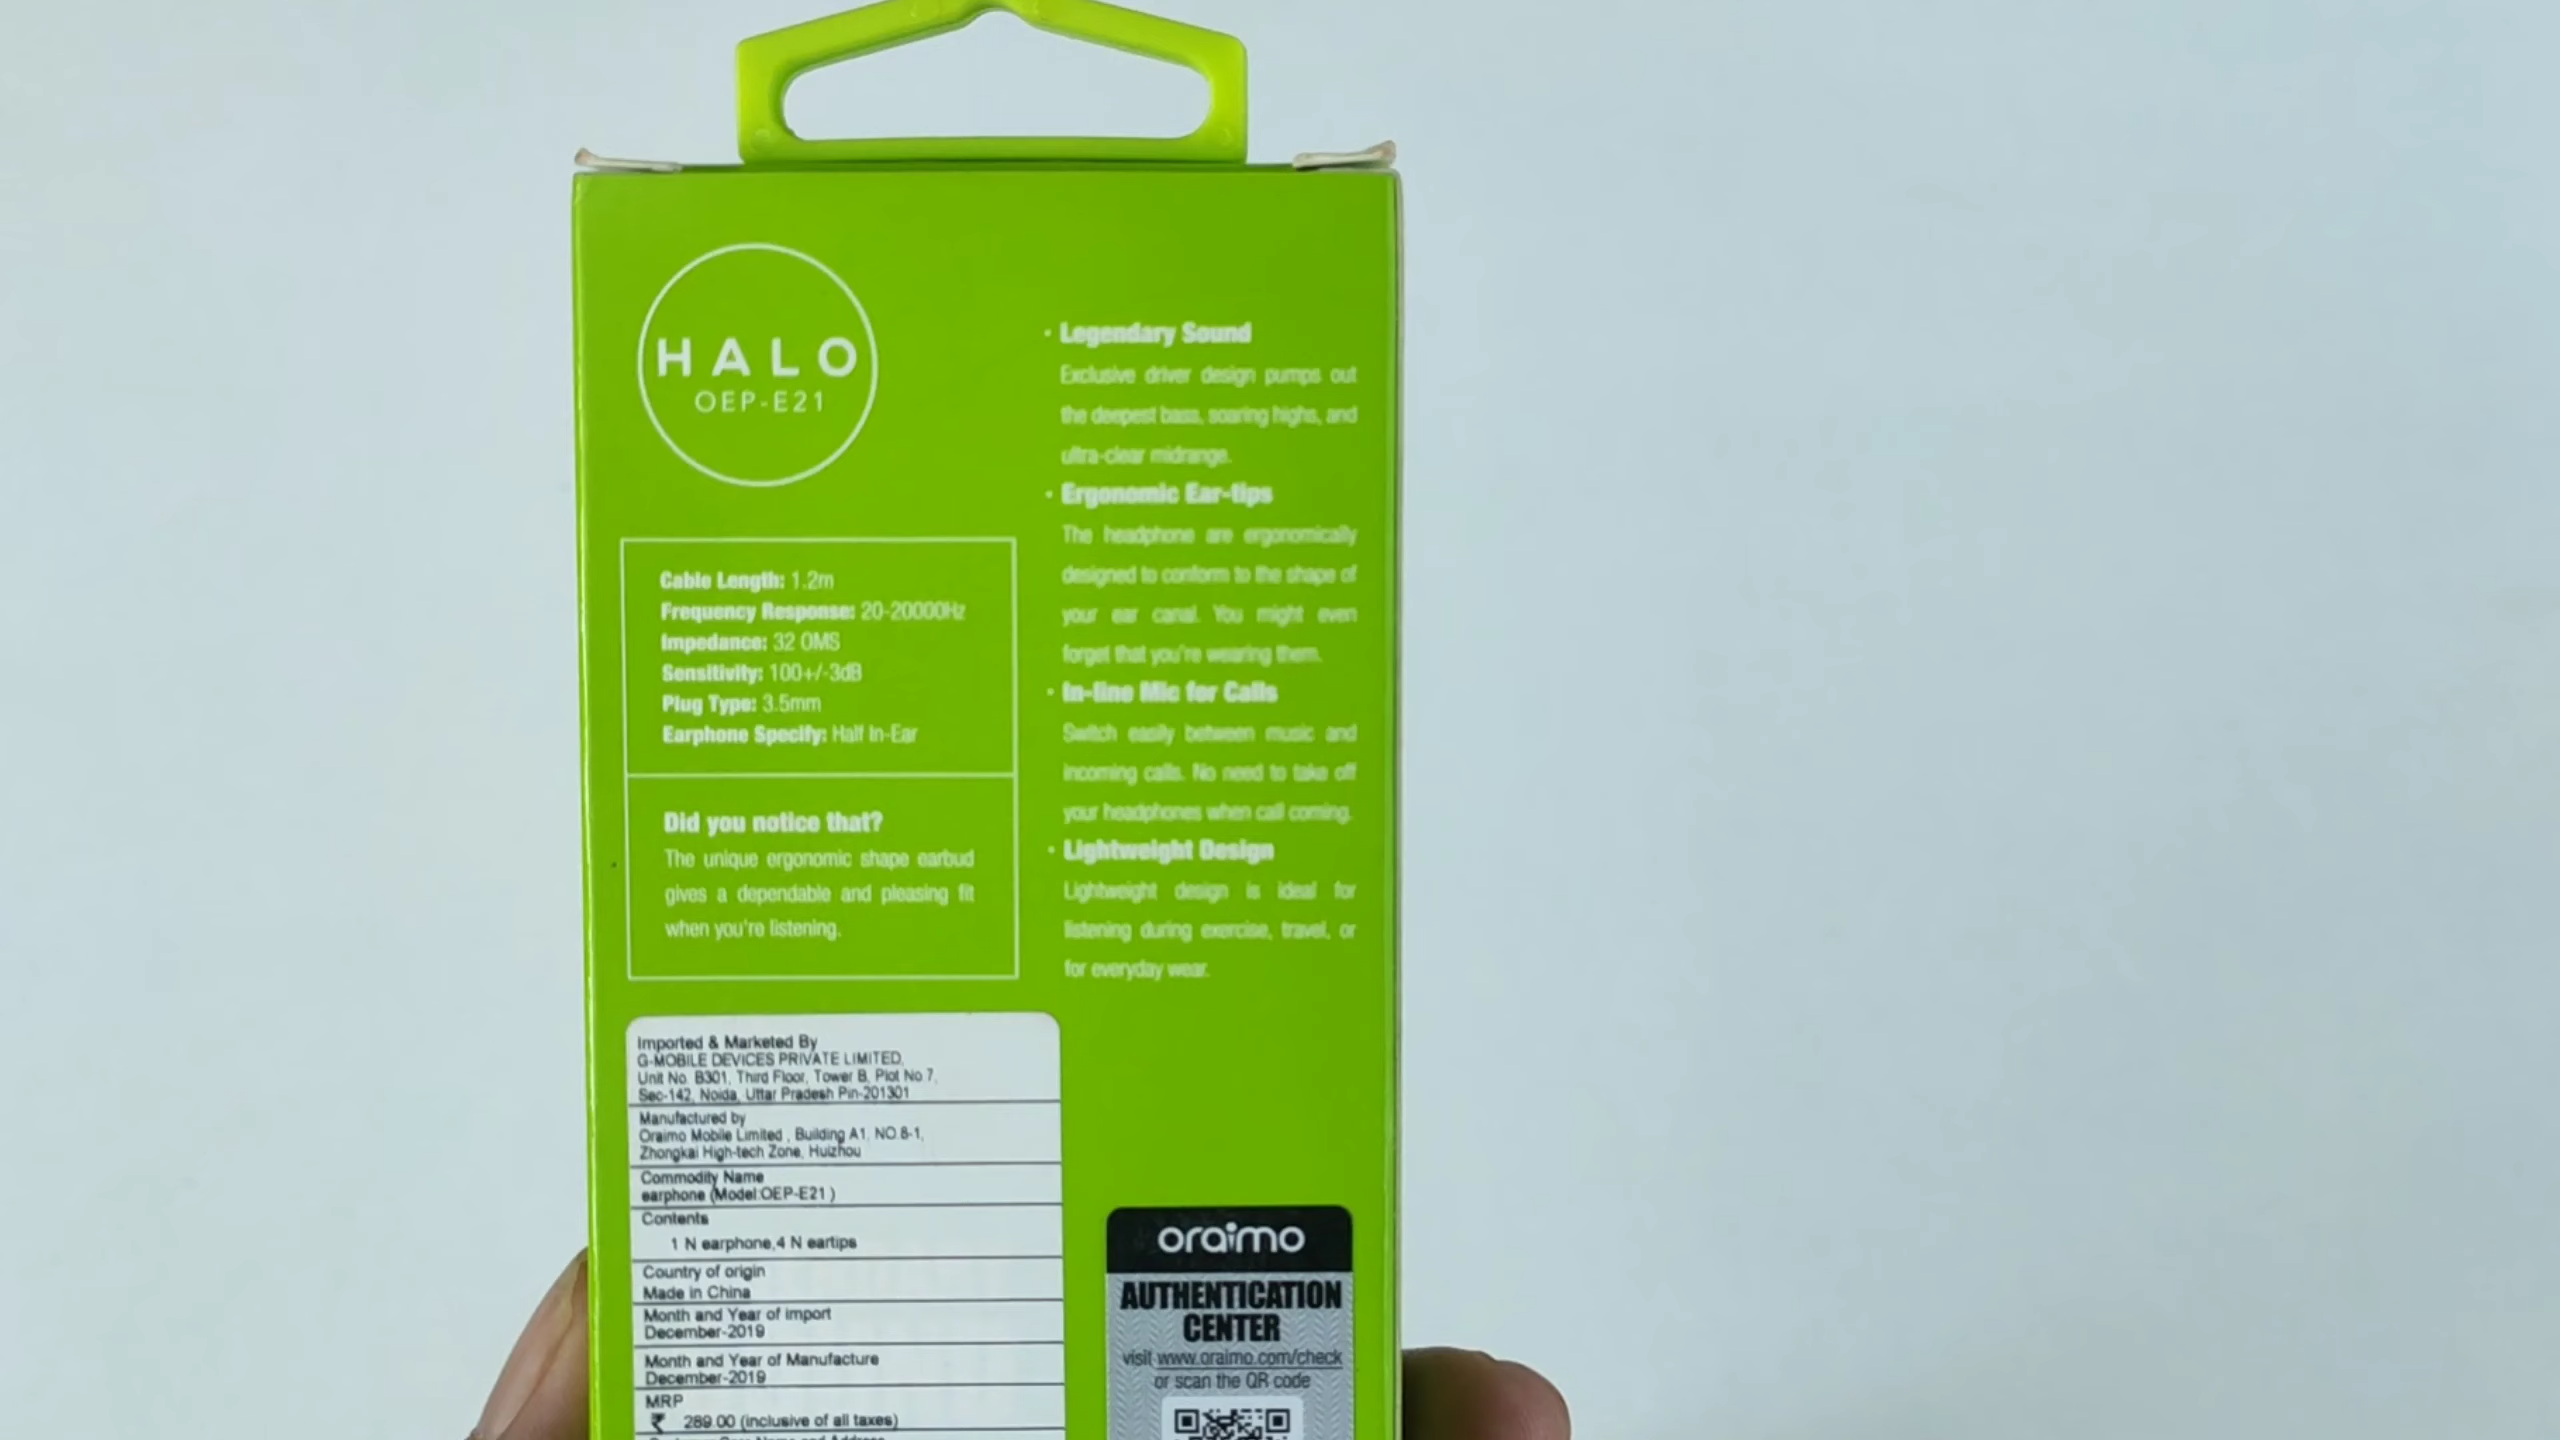 HALO
OEP-E21
Cable Length: 1.2m
Frequency Response: 20-20000Hz
Impedance: 32 OMS
Sensitivity: 100+/-3dB
Plug Type: 3.5mm
Earphone Specify: Half In-Ear
Did you notice that?
The unique ergonomic shape earbud
gives a dependable and pleasing fit
when you're listening.
· Legendary Sound
Exclusive driver design pumps out
the deepest bass, soaring highs, and
ultra-clear midrange.
· Ergonomic Ear-tips
The headphone are ergonomically
designed to conform to the shape of
your ear canal. You might even
forget that you're wearing them.
· In-line Mic for Calls
Switch easily between music and
incoming calls. No need to take off
your headphones when call coming.
· Lightweight Design
Lightweight design is ideal for
listening during exercise, travel, or
for everyday wear.
Imported & Marketed By
G-MOBILE DEVICES PRIVATE LIMITED,
Unit No. B301, Third Floor, Tower B, Plot No.7,
Sec-142, Noida, Uttar Pradesh Pin-201301
Manufactured by
Oraimo Mobile Limited , Building A1, NO.8-1,
Zhongkai High-tech Zone, Huizhou
Commodity Name
earphone (Model:OEP-E21 )
Contents
1 N earphone,4 N eartips
Country of origin
Made in China
Month and Year of import
December-2019
Month and Year of Manufacture
December-2019
MRP
₹ 289.00 (inclusive of all taxes)
oraimo
AUTHENTICATION
CENTER
visit www.oraimo.com/check
or scan the QR code